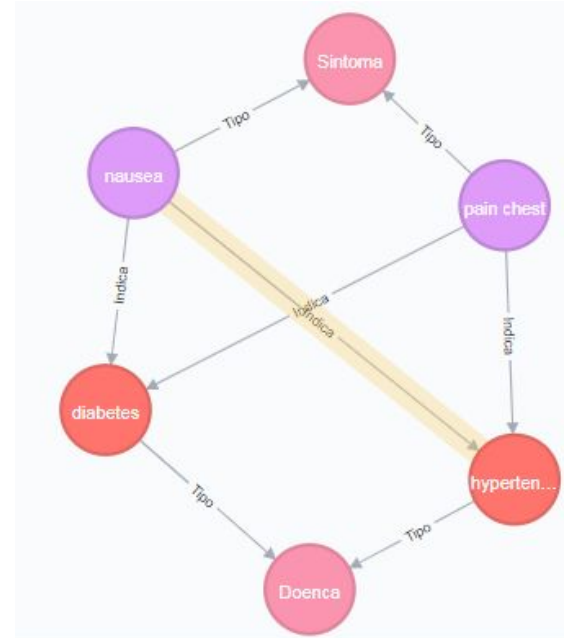 Sintoma
Tipo
Tipo
nausea
pain chest
Indica
Indica
Indica
Indica
diabetes
hyperten...
Tipo
Tipo
Doenca